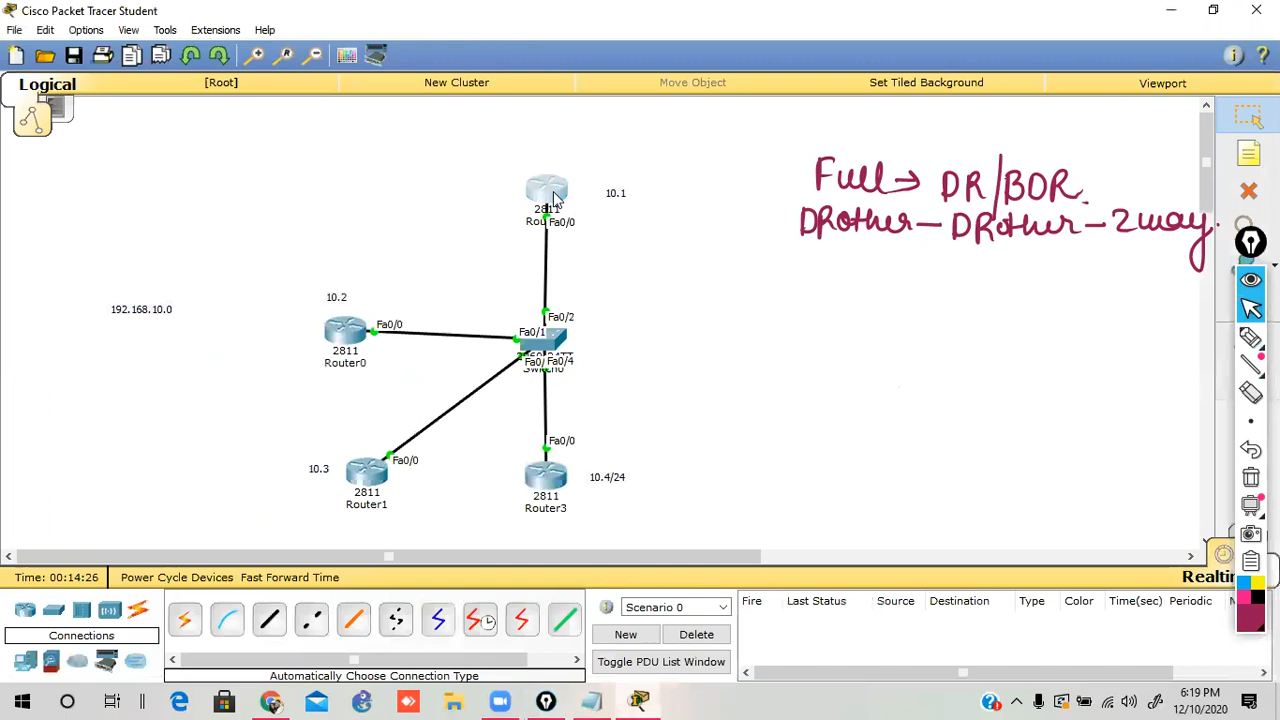 Cisco Packet Tracer Student
File Edit Options View Tools Extensions Help
Logical [Root] New Cluster Move Object Set Tiled Background Viewport
Full → DR/BDR.
DRother - DRother - 2way.
10.1
2811
Fa0/0
192.168.10.0
10.2
Fa0/0
2811
Router0
Fa0/2
Fa0/1
Fa0/4
10.3
Fa0/0
2811
Router1
Fa0/0
10.4/24
2811
Router3
Time: 00:14:26 Power Cycle Devices Fast Forward Time
Connections
Automatically Choose Connection Type
Scenario 0
New Delete
Toggle PDU List Window
Fire Last Status Source Destination Type Color Time(sec) Periodic
6:19 PM
12/10/2020